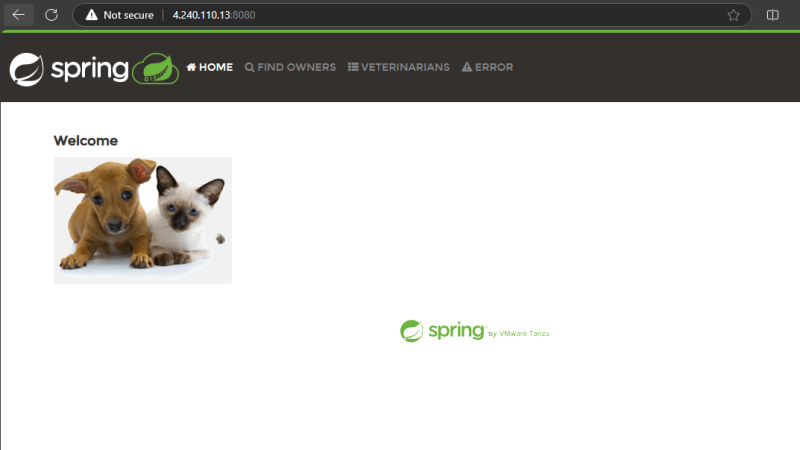 Not secure 4.240.110.13:8080
spring HOME FIND OWNERS VETERINARIANS ERROR
Welcome
spring by VMware Tanzu